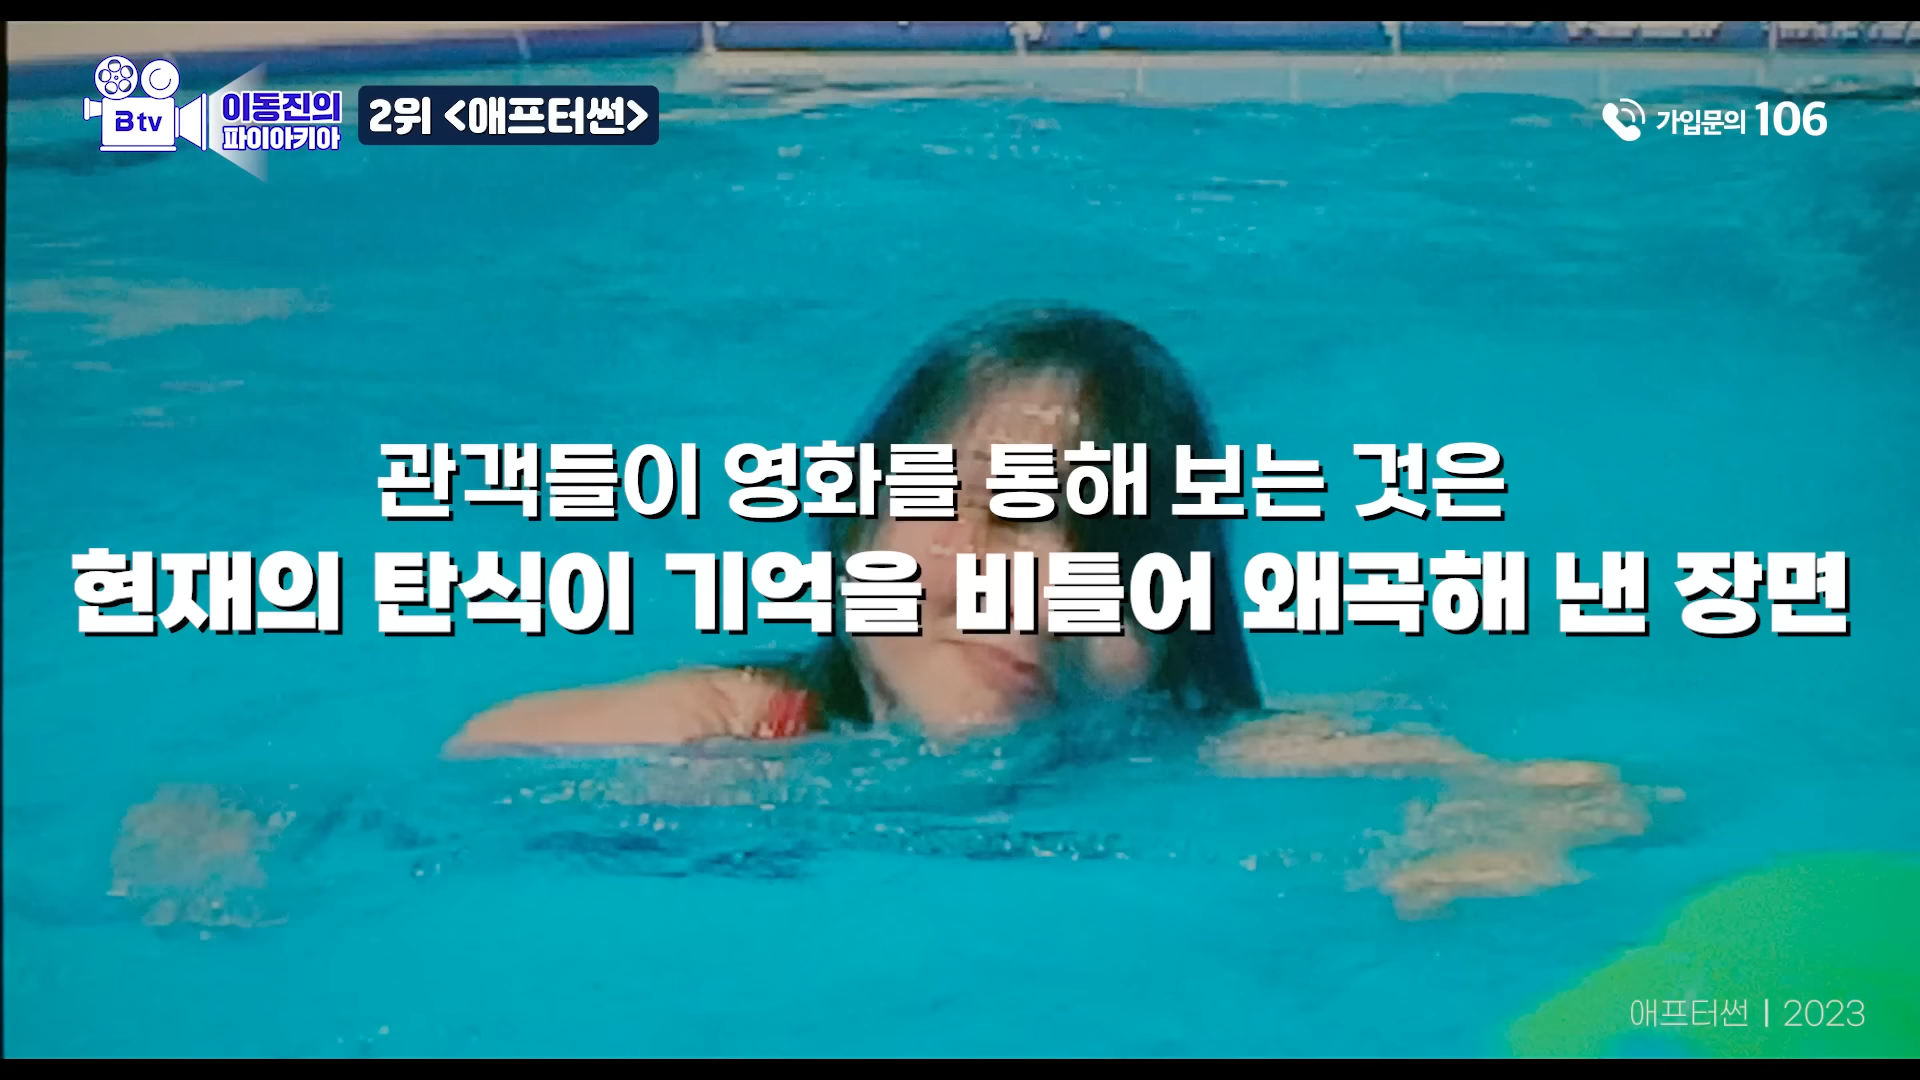 Btv
이동진의
파이아키아
2위 <애프터썬>
가입문의 106
관객들이 영화를 통해 보는 것은
현재의 탄식이 기억을 비틀어 왜곡해 낸 장면
애프터썬 | 2023